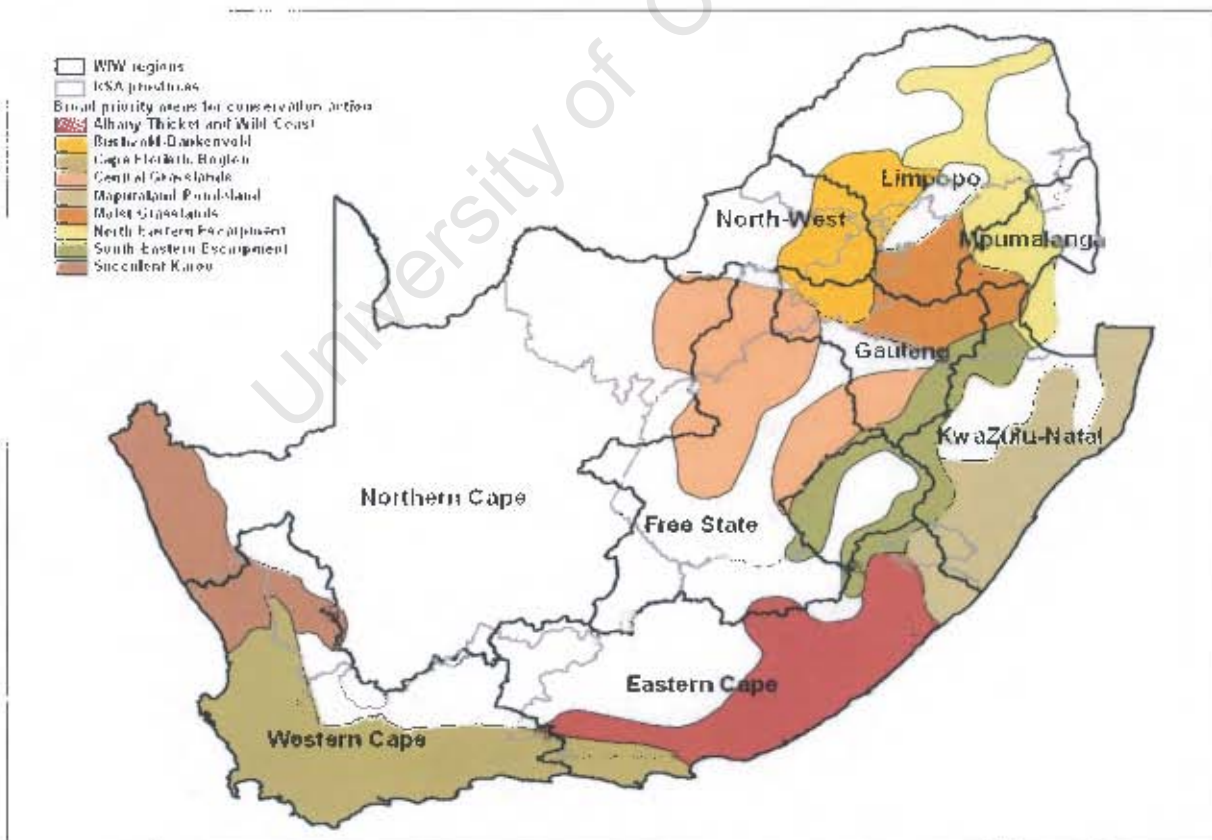 University of C
WfW regions
RSA provinces
Broad priority areas for conservation action
Albany Thicket and Wild Coast
Bushveld-Bankenveld
Cape Floristic Region
Central Grasslands
Maputaland-Pondoland
Moist Grasslands
North Eastern Escarpment
South Eastern Escarpment
Succulent Karoo
Limpopo
North-West
Mpumalanga
Gauteng
KwaZulu-Natal
Northern Cape
Free State
Eastern Cape
Western Cape